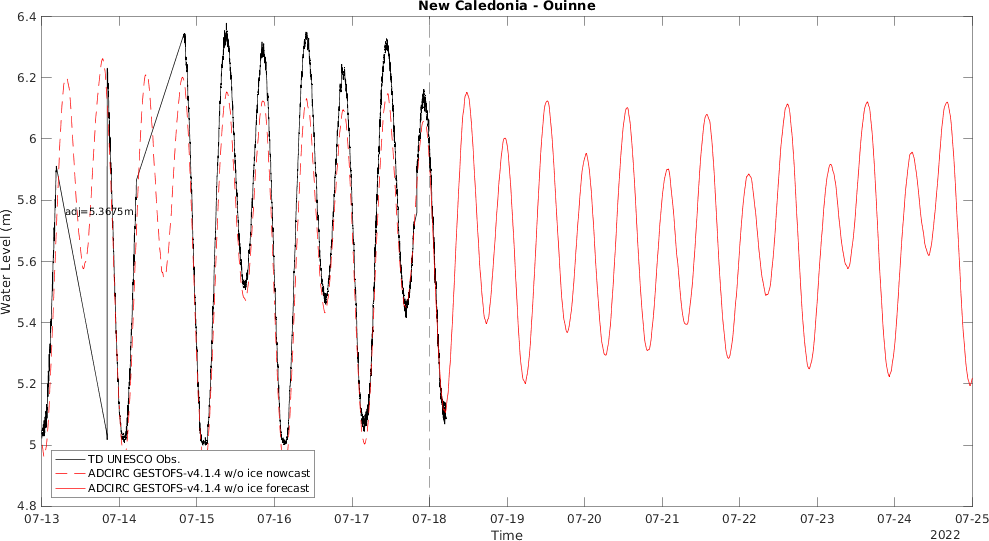 New Caledonia - Ouinne
6.4
6.2
6
5.8
5.6
5.4
5.2
5
4.8
Water Level (m)
adj=5.3675m
TD UNESCO Obs.
ADCIRC GESTOFS-v4.1.4 w/o ice nowcast
ADCIRC GESTOFS-v4.1.4 w/o ice forecast
07-13 07-14 07-15 07-16 07-17 07-18 07-19 07-20 07-21 07-22 07-23 07-24 07-25
Time
2022